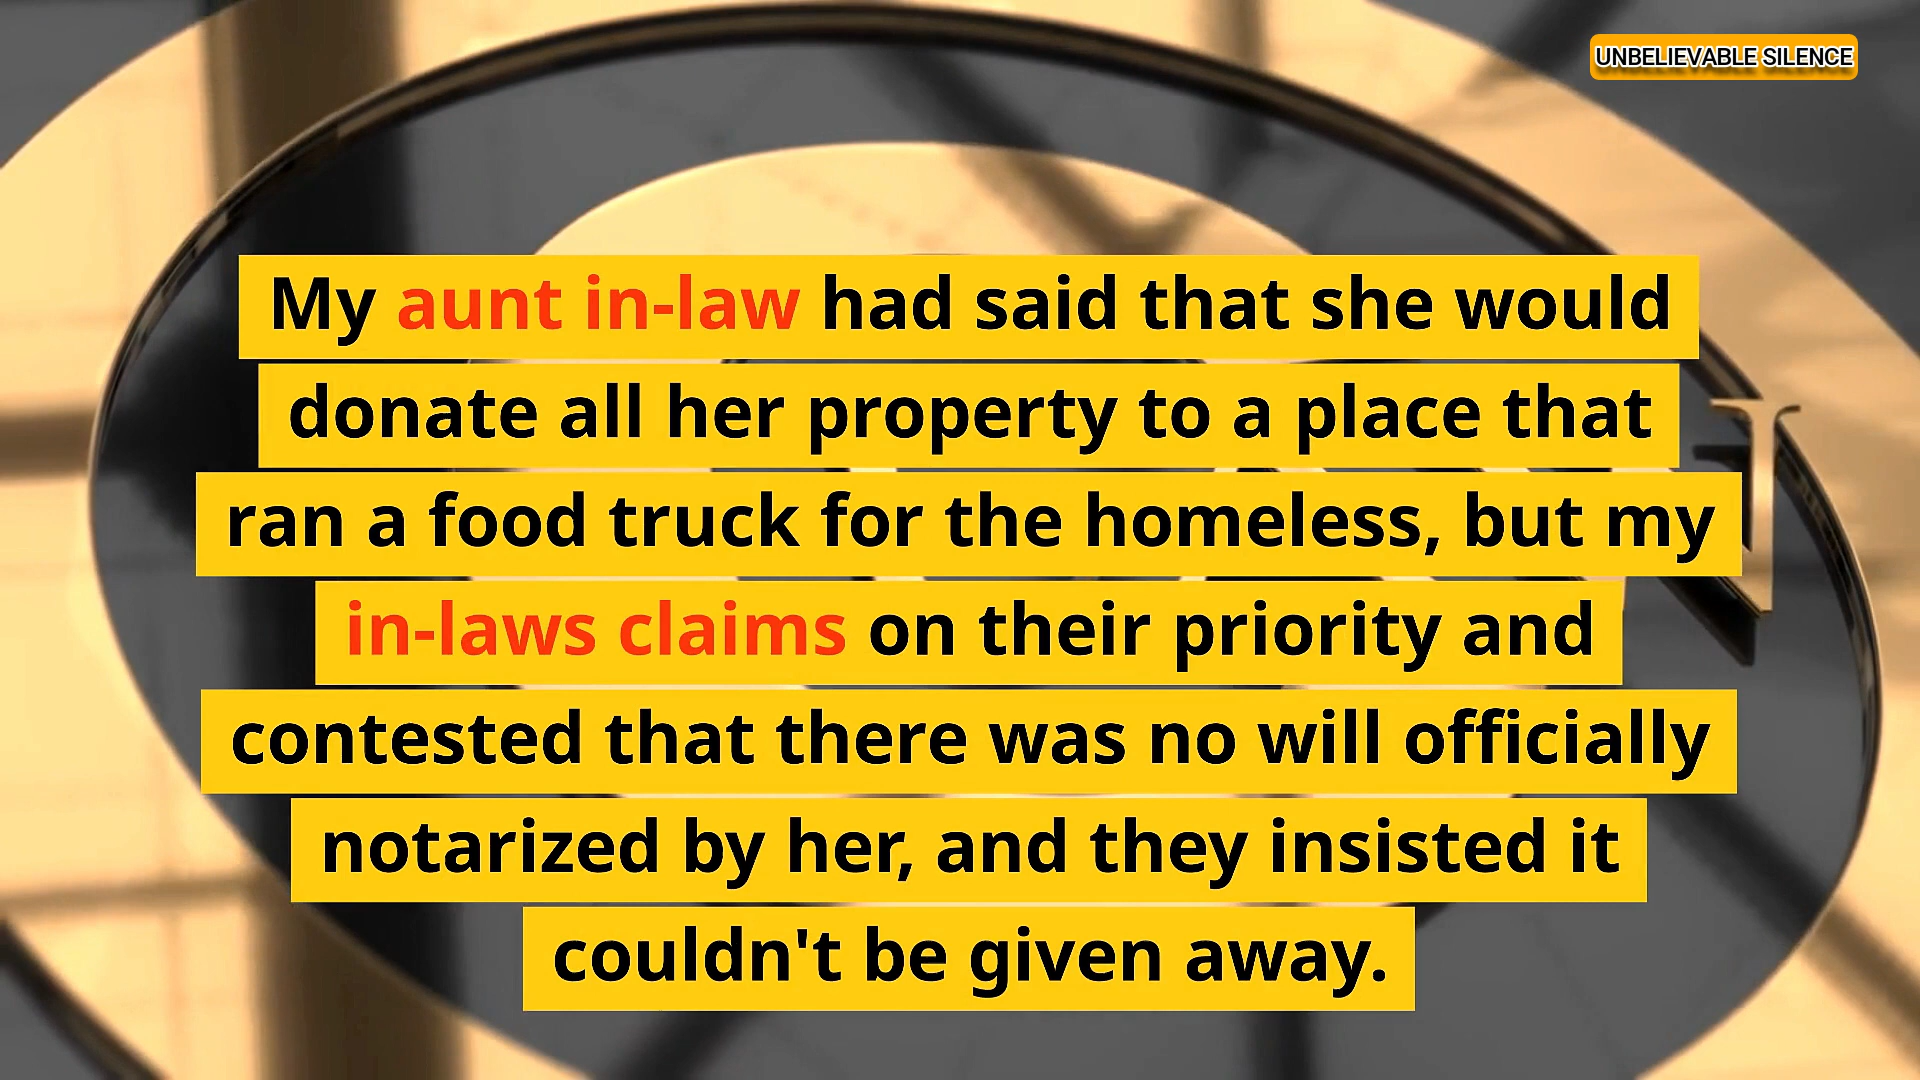 UNBELIEVABLE SILENCE
My aunt in-law had said that she would
donate all her property to a place that
ran a food truck for the homeless, but my
in-laws claims on their priority and
contested that there was no will officially
notarized by her, and they insisted it
couldn't be given away.